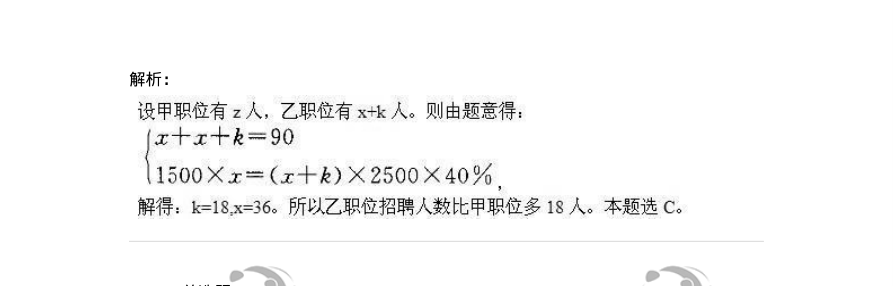 解析：
设甲职位有 z 人，乙职位有 x+k 人。则由题意得：
x+x+k=90
1500×x=(x+k)×2500×40%,
解得：k=18,x=36。所以乙职位招聘人数比甲职位多 18 人。本题选 C。